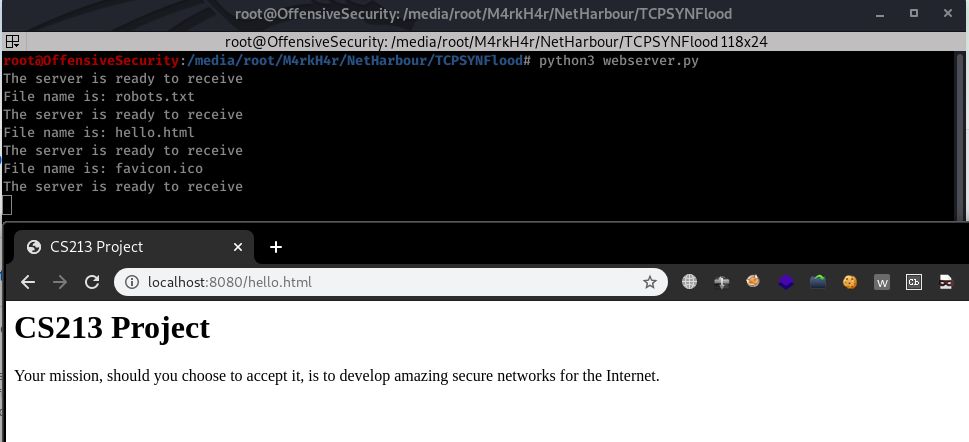 root@OffensiveSecurity: /media/root/M4rkH4r/NetHarbour/TCPSYNFlood
root@OffensiveSecurity: /media/root/M4rkH4r/NetHarbour/TCPSYNFlood 118x24
root@OffensiveSecurity:/media/root/M4rkH4r/NetHarbour/TCPSYNFlood# python3 webserver.py
The server is ready to receive
File name is: robots.txt
The server is ready to receive
File name is: hello.html
The server is ready to receive
File name is: favicon.ico
The server is ready to receive
CS213 Project
localhost:8080/hello.html
W
Cb
CS213 Project
Your mission, should you choose to accept it, is to develop amazing secure networks for the Internet.